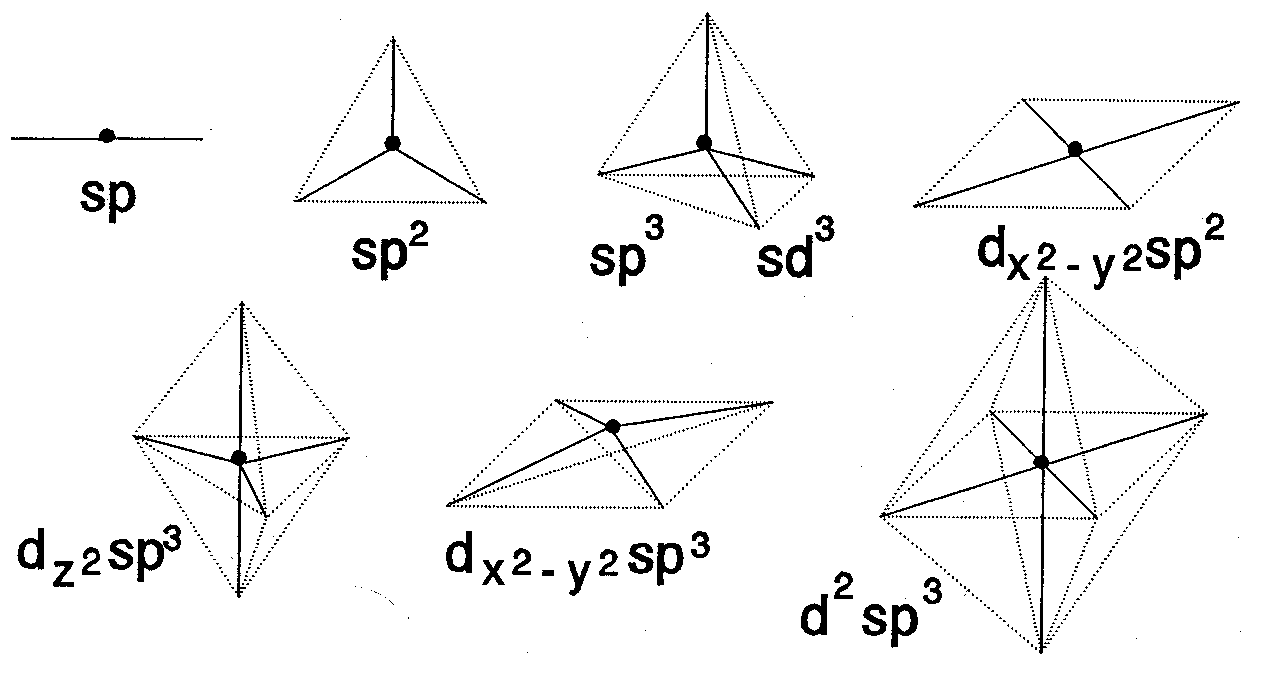 sp
sp²
sp³ sd³
dx²-y²sp²
dz²sp³
dx²-y²sp³
d²sp³